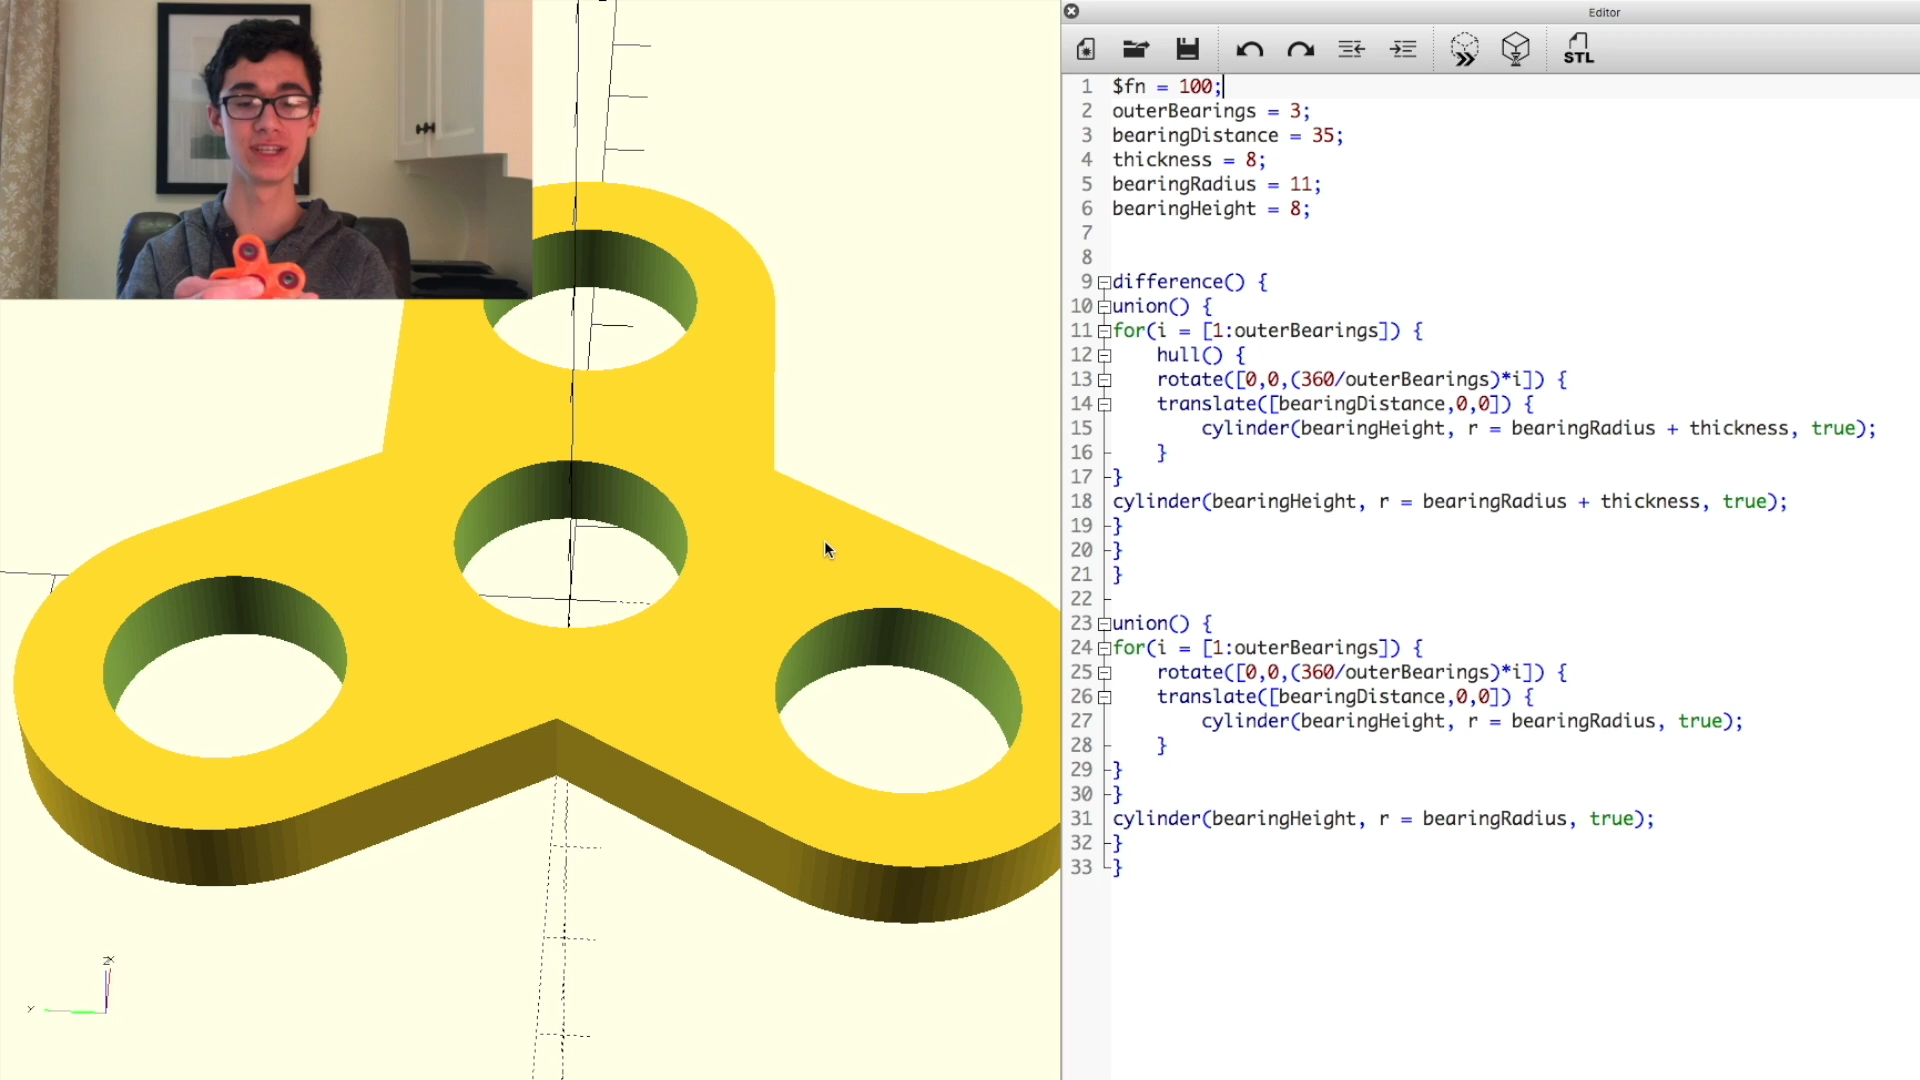 Editor
STL
1 $fn = 100;
2 outerBearings = 3;
3 bearingDistance = 35;
4 thickness = 8;
5 bearingRadius = 11;
6 bearingHeight = 8;
7
8
9 difference() {
10 union() {
11 for(i = [1:outerBearings]) {
12     hull() {
13     rotate([0,0,(360/outerBearings)*i]) {
14     translate([bearingDistance,0,0]) {
15         cylinder(bearingHeight, r = bearingRadius + thickness, true);
16     }
17 }
18 cylinder(bearingHeight, r = bearingRadius + thickness, true);
19 }
20 }
21 }
22
23 union() {
24 for(i = [1:outerBearings]) {
25     rotate([0,0,(360/outerBearings)*i]) {
26     translate([bearingDistance,0,0]) {
27         cylinder(bearingHeight, r = bearingRadius, true);
28     }
29 }
30 }
31 cylinder(bearingHeight, r = bearingRadius, true);
32 }
33 }
Z
X
Y